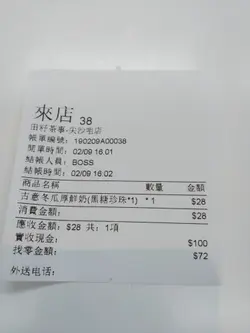 來店 38
田籽茶事-尖沙咀店
帳單編號: 190209A00038
開單時間: 02/09 16:01
結帳人員: BOSS
結帳時間: 02/09 16:02
商品名稱 數量 金額
古意冬瓜厚鮮奶(黑糖珍珠*1) *1 $28
消費金額: $28
應收金額: $28 共: 1項
實收現金: $100
找零金額: $72
外送电话: